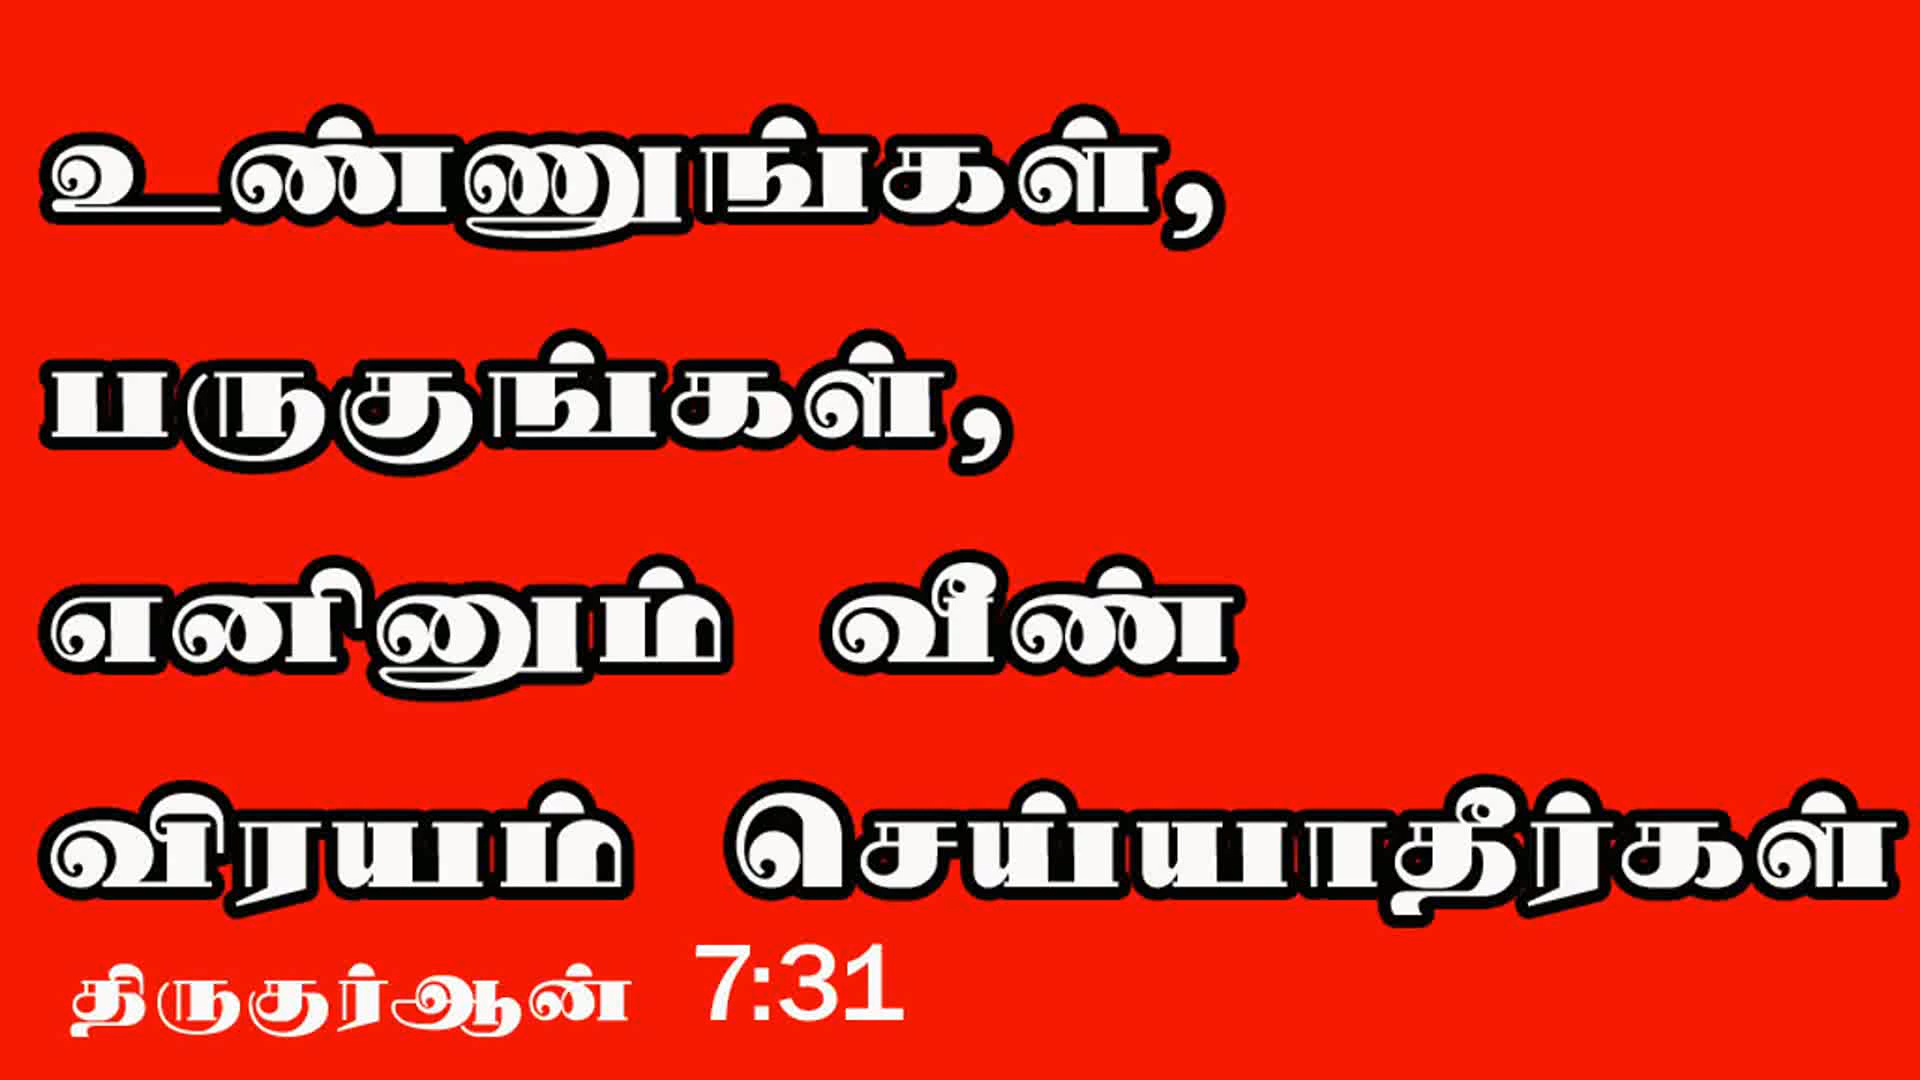 உண்ணுங்கள்,
பருகுங்கள்,
எனினும் வீண்
விரயம் செய்யாதீர்கள்
திருகுர்ஆன் 7:31